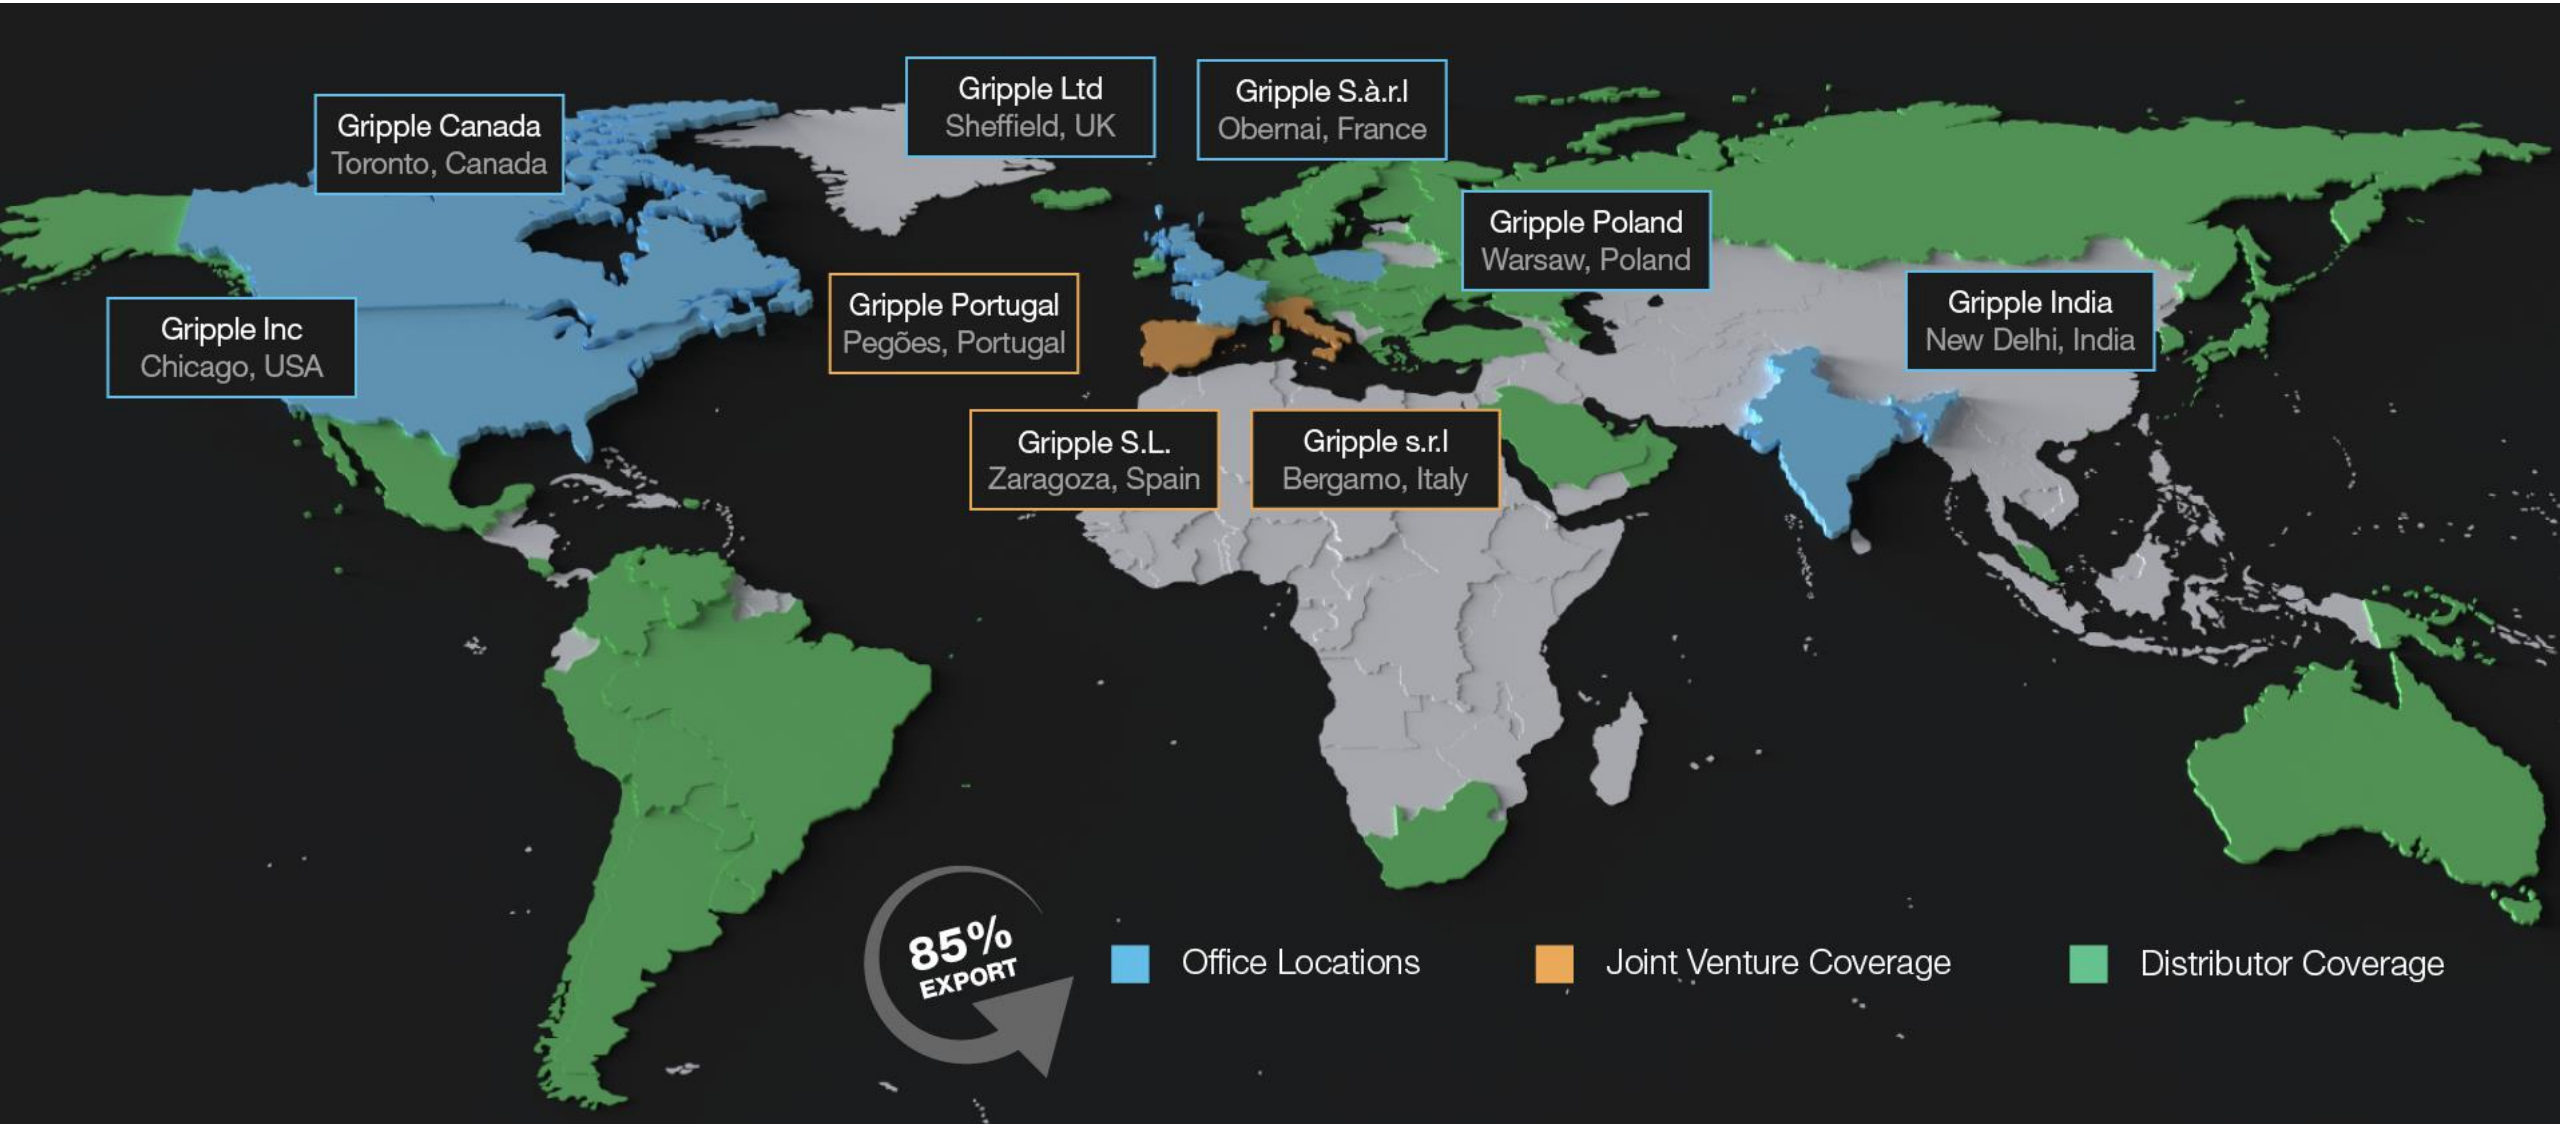 Gripple Canada
Toronto, Canada
Gripple Ltd
Sheffield, UK
Gripple S.à.r.l
Obernai, France
Gripple Poland
Warsaw, Poland
Gripple Inc
Chicago, USA
Gripple Portugal
Pegões, Portugal
Gripple India
New Delhi, India
Gripple S.L.
Zaragoza, Spain
Gripple s.r.l
Bergamo, Italy
85%
EXPORT
Office Locations
Joint Venture Coverage
Distributor Coverage